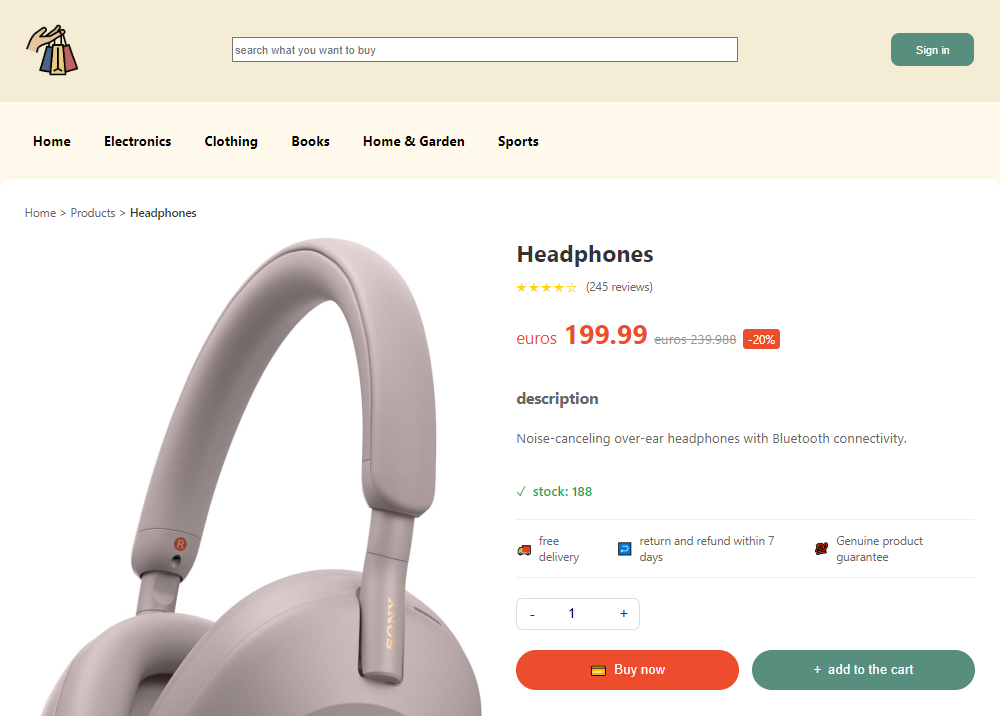 search what you want to buy
Sign in
Home
Electronics
Clothing
Books
Home & Garden
Sports
Home > Products > Headphones
Headphones
★★★★☆ (245 reviews)
euros 199.99 euros 239.988 -20%
description
Noise-canceling over-ear headphones with Bluetooth connectivity.
✓ stock: 188
free
delivery
return and refund within 7
days
Genuine product
guarantee
- 1 +
Buy now
+ add to the cart
R
SONY